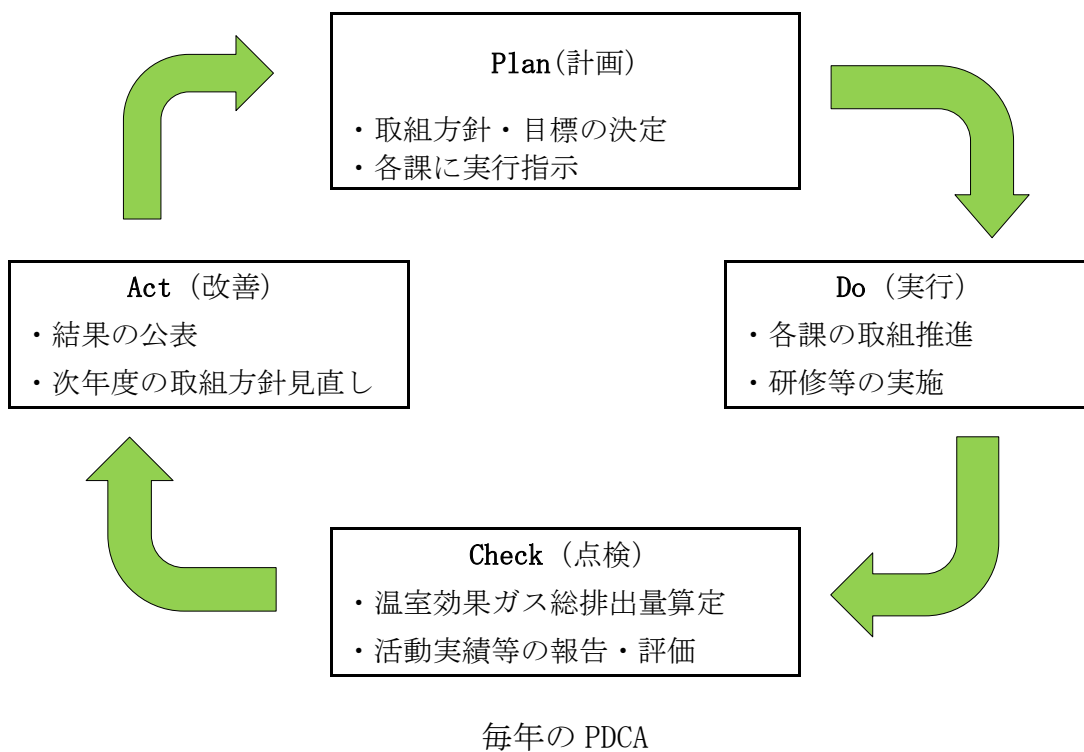 Plan(計画)
・取組方針・目標の決定
・各課に実行指示
Do（実行）
・各課の取組推進
・研修等の実施
Check（点検）
・温室効果ガス総排出量算定
・活動実績等の報告・評価
Act（改善）
・結果の公表
・次年度の取組方針見直し
毎年の PDCA